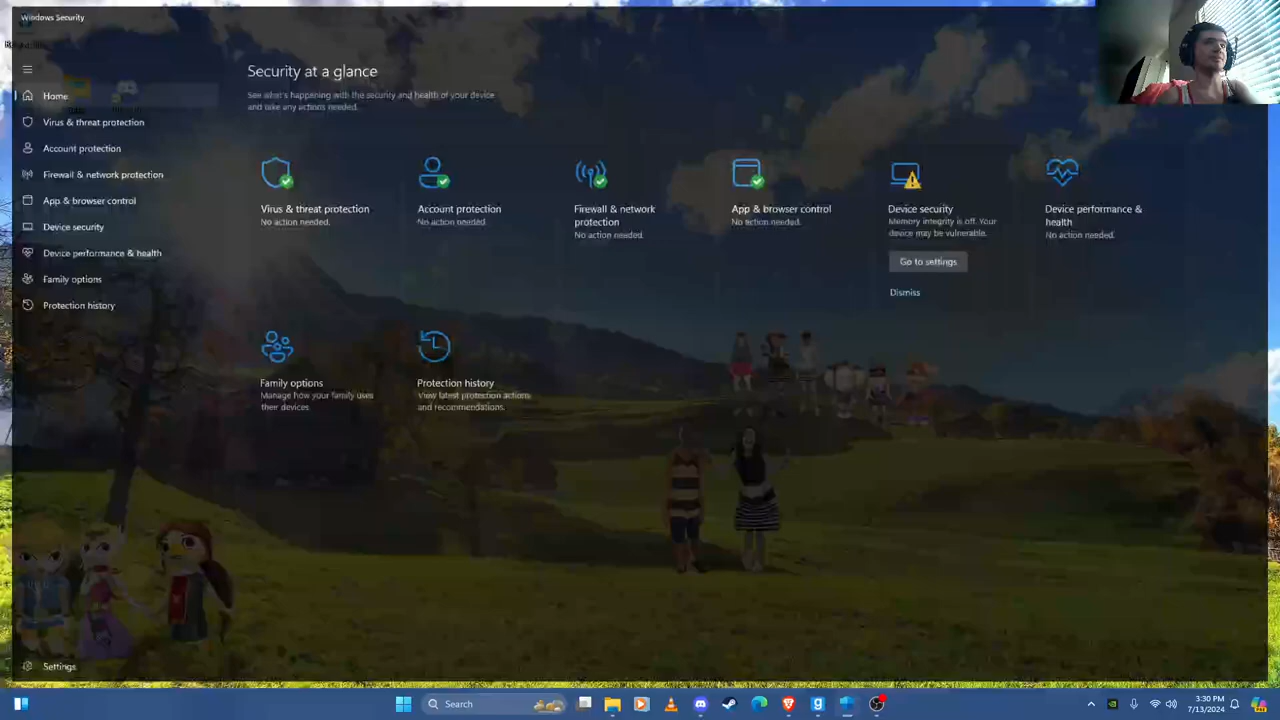 Windows Security
Home
Virus & threat protection
Account protection
Firewall & network protection
App & browser control
Device security
Device performance & health
Family options
Protection history
Settings
Security at a glance
See what's happening with the security and health of your device
and take any actions needed.
Virus & threat protection
No action needed.
Account protection
No action needed.
Firewall & network
protection
No action needed.
App & browser control
No action needed.
Device security
Memory integrity is off. Your
device may be vulnerable.
Go to settings
Dismiss
Device performance &
health
No action needed.
Family options
Manage how your family uses
their devices.
Protection history
View latest protection actions
and recommendations.
Search
3:30 PM
7/13/2024